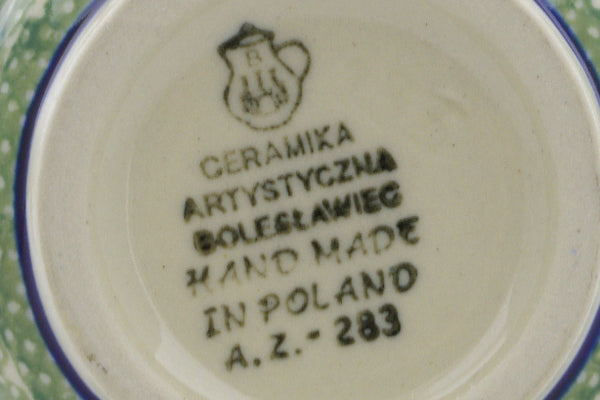 B
CERAMIKA
ARTYSTYCZNA
BOLESŁAWIEC
HAND MADE
IN POLAND
A.Z.-283